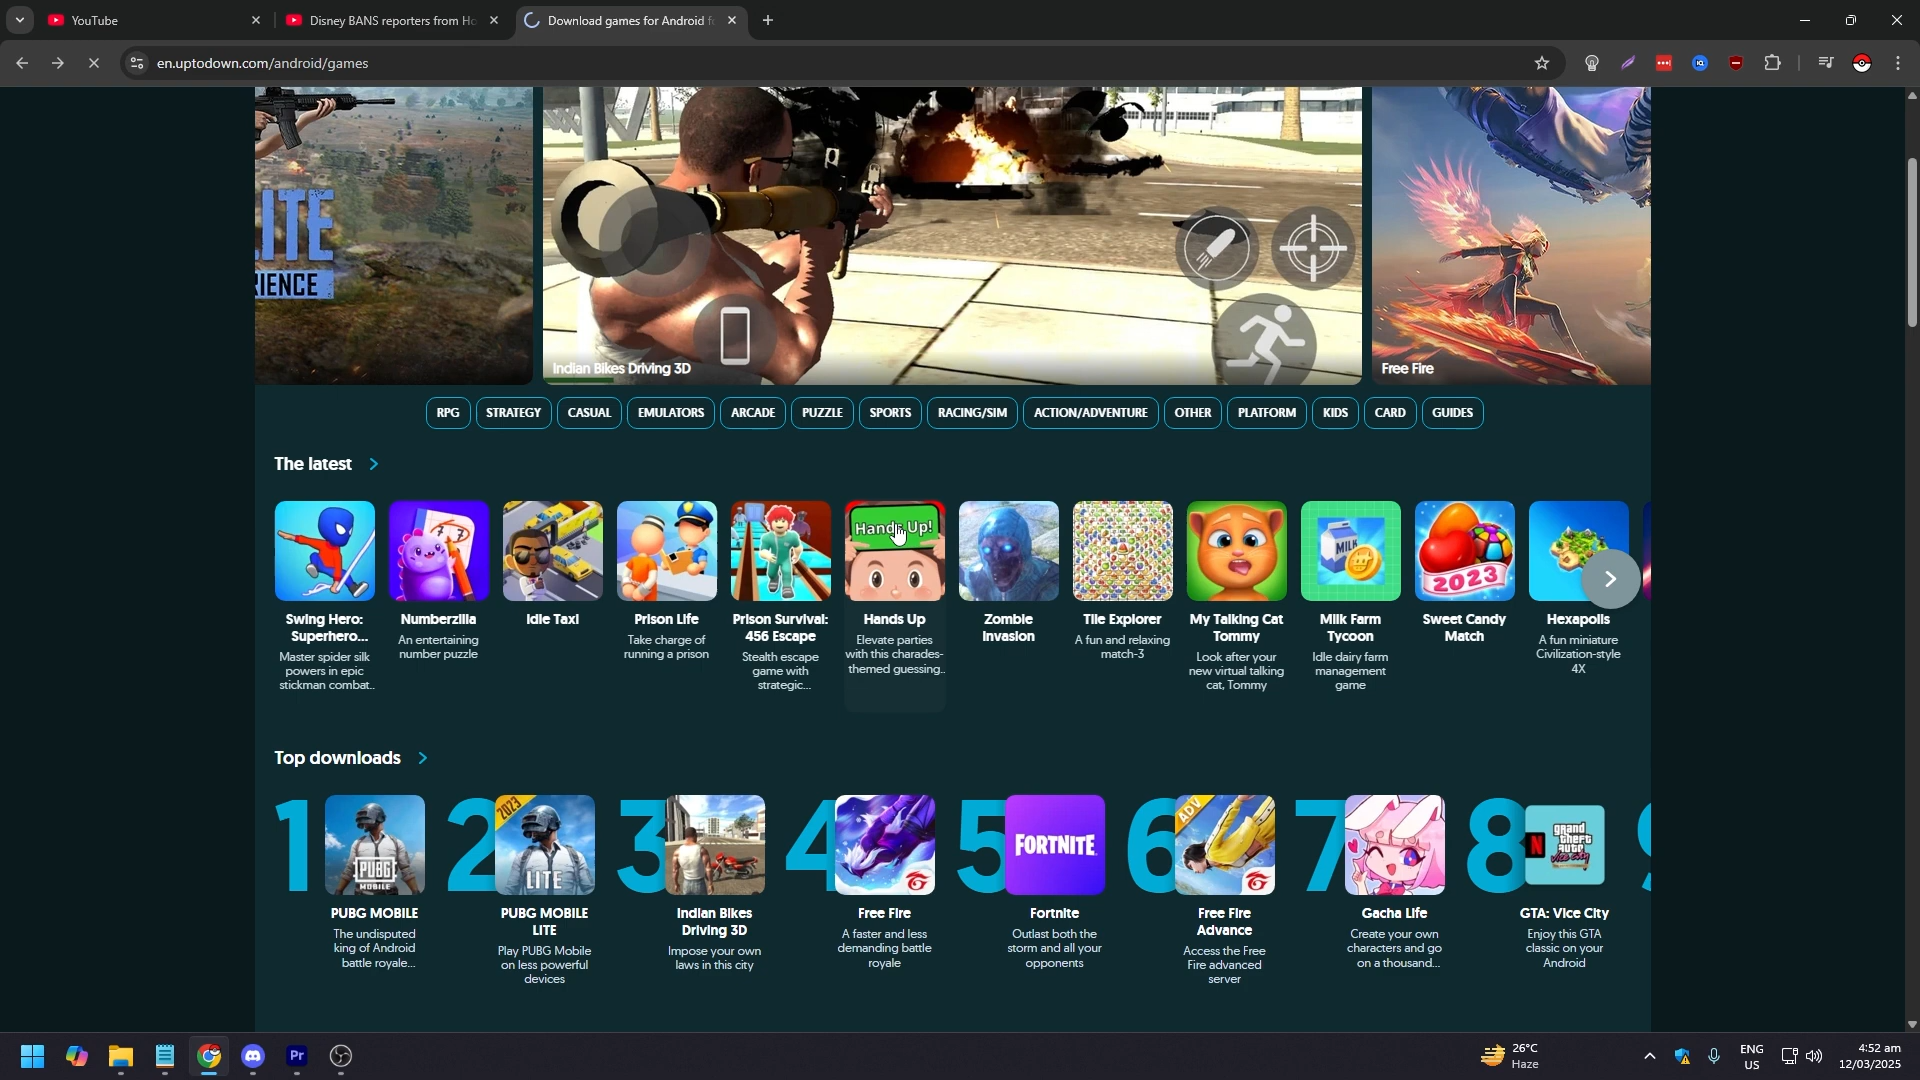 YouTube
Disney BANS reporters from Ho
Download games for Android f
en.uptodown.com/android/games
LITE
RIENCE
Indian Bikes Driving 3D
Free Fire
RPG
STRATEGY
CASUAL
EMULATORS
ARCADE
PUZZLE
SPORTS
RACING/SIM
ACTION/ADVENTURE
OTHER
PLATFORM
KIDS
CARD
GUIDES
The latest
Hands Up!
MILK
2023
Swing Hero:
Superhero...
Master spider silk
powers in epic
stickman combat..
Numberzilla
An entertaining
number puzzle
Idle Taxi
Prison Life
Take charge of
running a prison
Prison Survival:
456 Escape
Stealth escape
game with
strategic...
Hands Up
Elevate parties
with this charades-
themed guessing..
Zombie
Invasion
Tile Explorer
A fun and relaxing
match-3
My Talking Cat
Tommy
Look after your
new virtual talking
cat, Tommy
Milk Farm
Tycoon
Idle dairy farm
management
game
Sweet Candy
Match
Hexapolis
A fun miniature
Civilization-style
4X
Top downloads
1
PUBG
MOBILE
2
2023
LITE
3
4
5
FORTNITE
6
ADV
7
8
N
grand
theft
auto
Vice City
9
PUBG MOBILE
The undisputed
king of Android
battle royale...
PUBG MOBILE
LITE
Play PUBG Mobile
on less powerful
devices
Indian Bikes
Driving 3D
Impose your own
laws in this city
Free Fire
A faster and less
demanding battle
royale
Fortnite
Outlast both the
storm and all your
opponents
Free Fire
Advance
Access the Free
Fire advanced
server
Gacha Life
Create your own
characters and go
on a thousand...
GTA: Vice City
Enjoy this GTA
classic on your
Android
Pr
26°C
Haze
ENG
US
4:52 am
12/03/2025